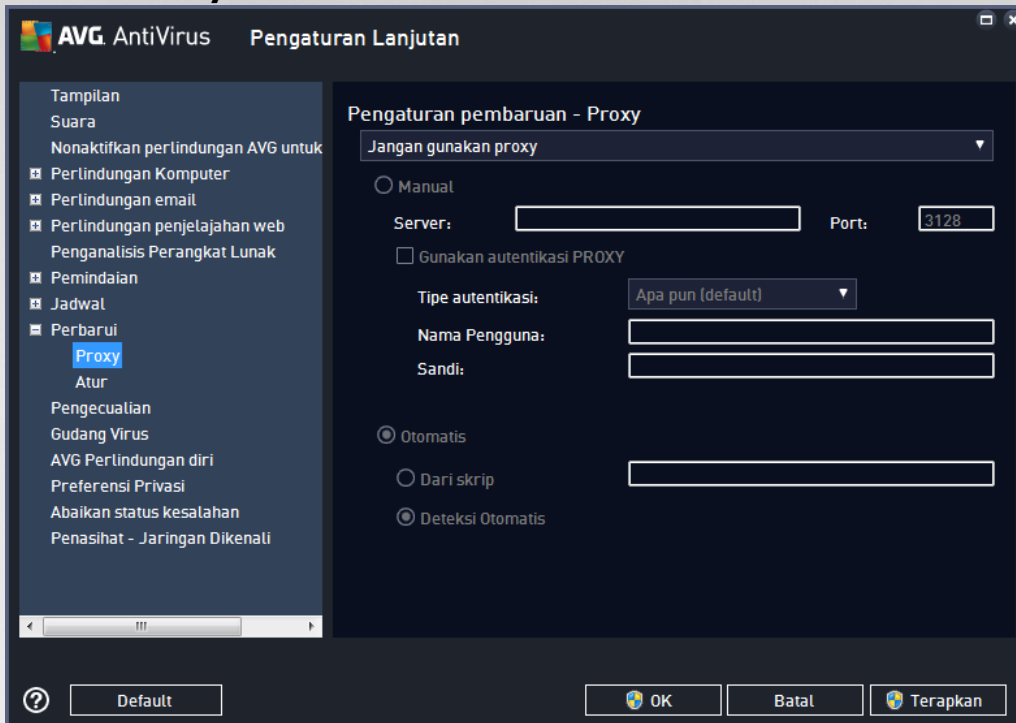 AVG. AntiVirus Pengaturan Lanjutan
Tampilan
Suara
Nonaktifkan perlindungan AVG untuk
Perlindungan Komputer
Perlindungan email
Perlindungan penjelajahan web
Penganalisis Perangkat Lunak
Pemindaian
Jadwal
Perbarui
Proxy
Atur
Pengecualian
Gudang Virus
AVG Perlindungan diri
Preferensi Privasi
Abaikan status kesalahan
Penasihat - Jaringan Dikenali
Pengaturan pembaruan - Proxy
Jangan gunakan proxy
Manual
Server: Port: 3128
Gunakan autentikasi PROXY
Tipe autentikasi: Apa pun (default)
Nama Pengguna:
Sandi:
Otomatis
Dari skrip
Deteksi Otomatis
? Default OK Batal Terapkan